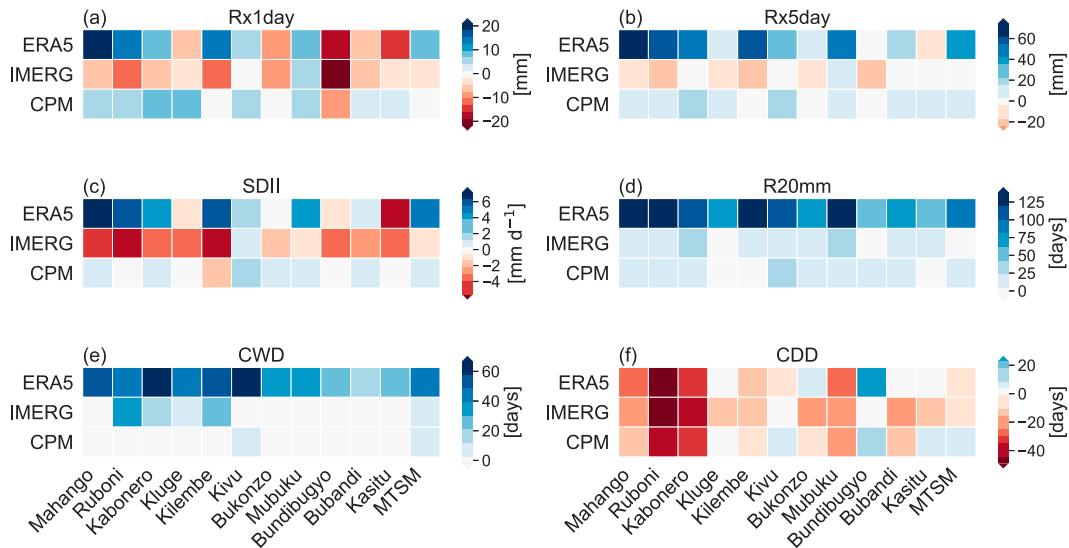 (a) Rx1day
ERA5
IMERG
CPM
20
10
0
−10
−20
[mm]
(b) Rx5day
ERA5
IMERG
CPM
60
40
20
0
−20
[mm]
(c) SDII
ERA5
IMERG
CPM
6
4
2
0
−2
−4
[mm d⁻¹]
(d) R20mm
ERA5
IMERG
CPM
125
100
75
50
25
0
[days]
(e) CWD
ERA5
IMERG
CPM
60
40
20
0
[days]
Mahango
Ruboni
Kabonero
Kluge
Kilembe
Kivu
Bukonzo
Mubuku
Bundibugyo
Bubandi
Kasitu
MTSM
(f) CDD
ERA5
IMERG
CPM
20
0
−20
−40
[days]
Mahango
Ruboni
Kabonero
Kluge
Kilembe
Kivu
Bukonzo
Mubuku
Bundibugyo
Bubandi
Kasitu
MTSM